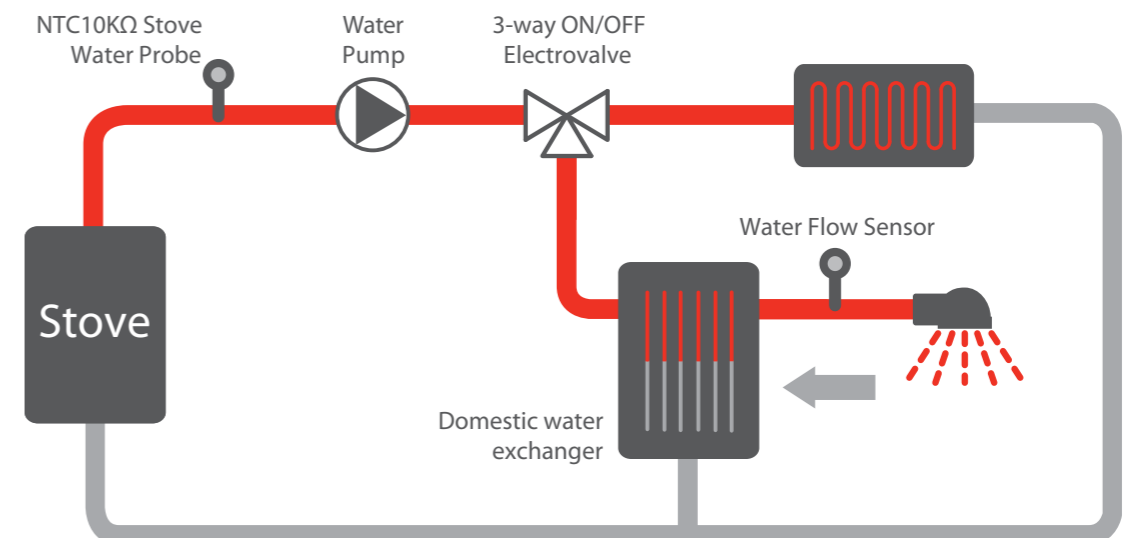 NTC10KΩ Stove
Water Probe
Water
Pump
3-way ON/OFF
Electrovalve
Water Flow Sensor
Stove
Domestic water
exchanger